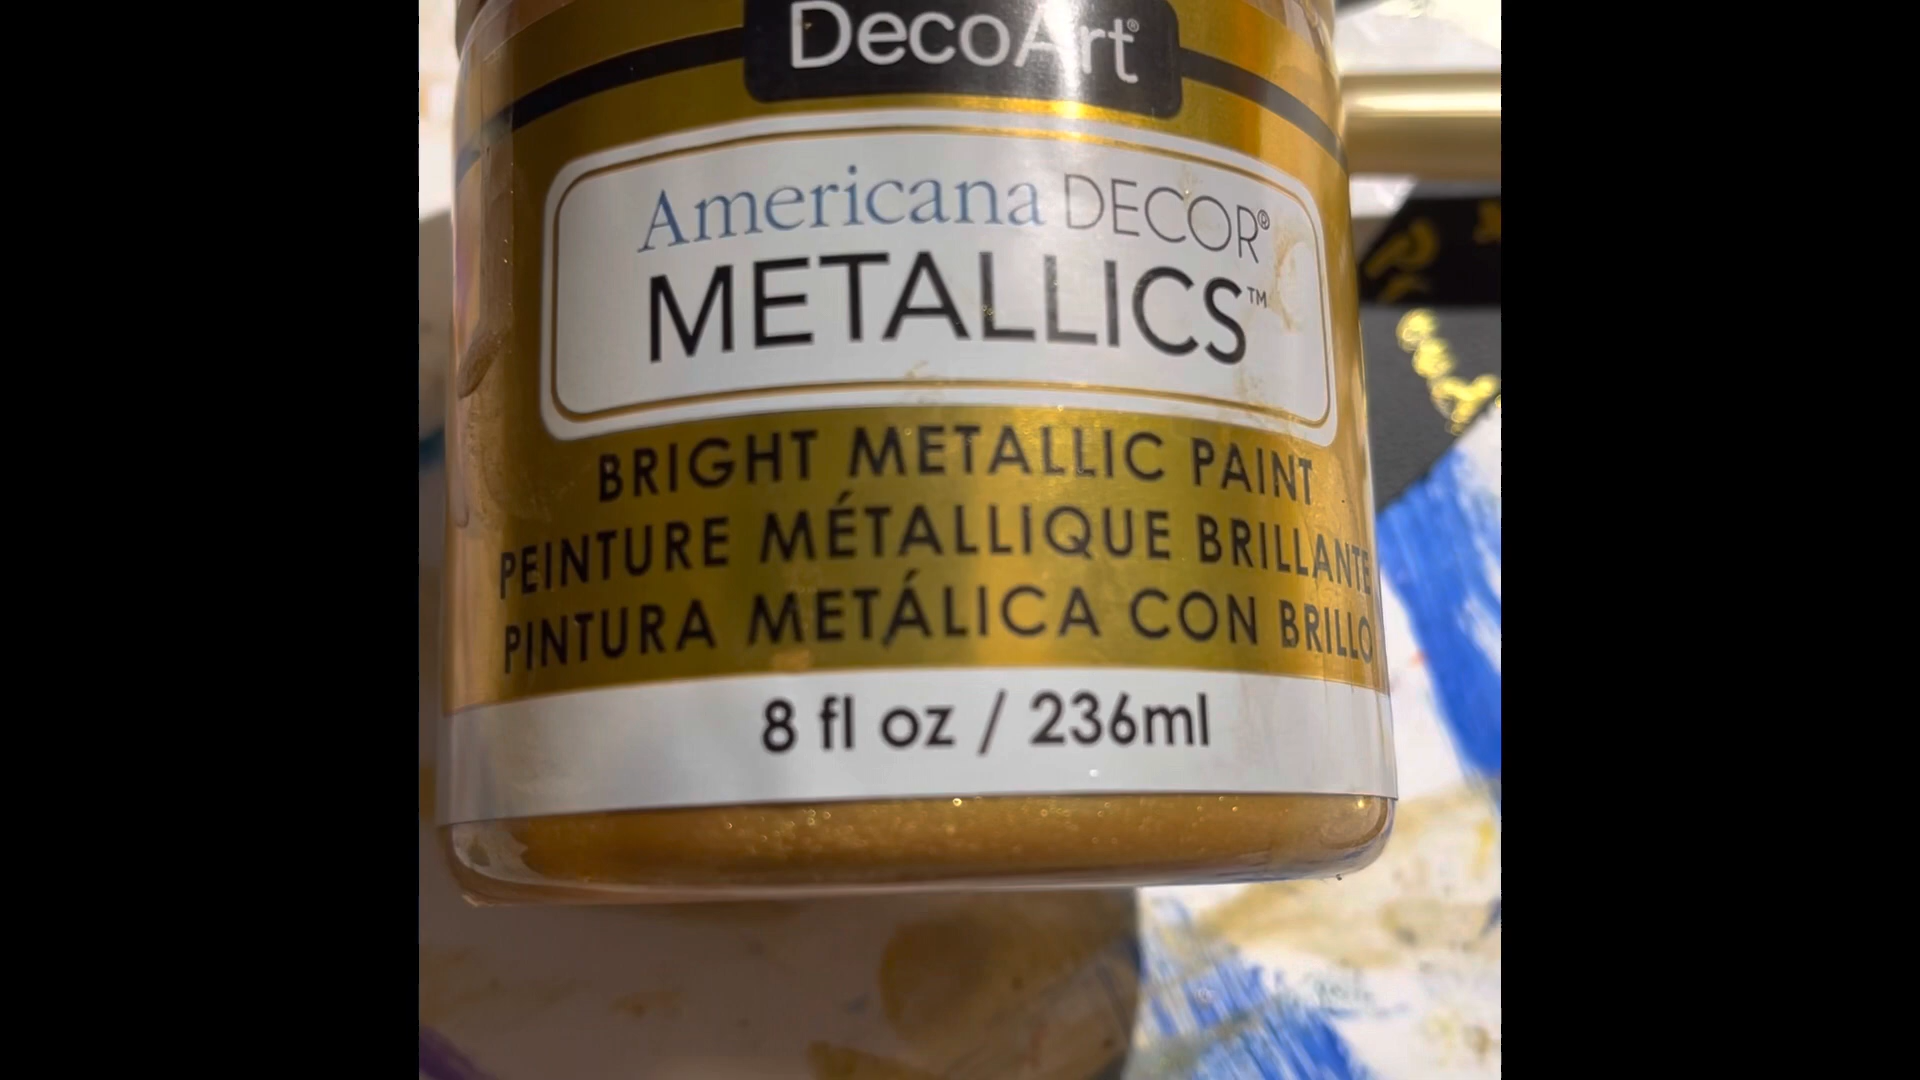 DecoArt®
Americana DECOR®
METALLICS™
BRIGHT METALLIC PAINT
PEINTURE MÉTALLIQUE BRILLANTE
PINTURA METÁLICA CON BRILLO
8 fl oz / 236ml